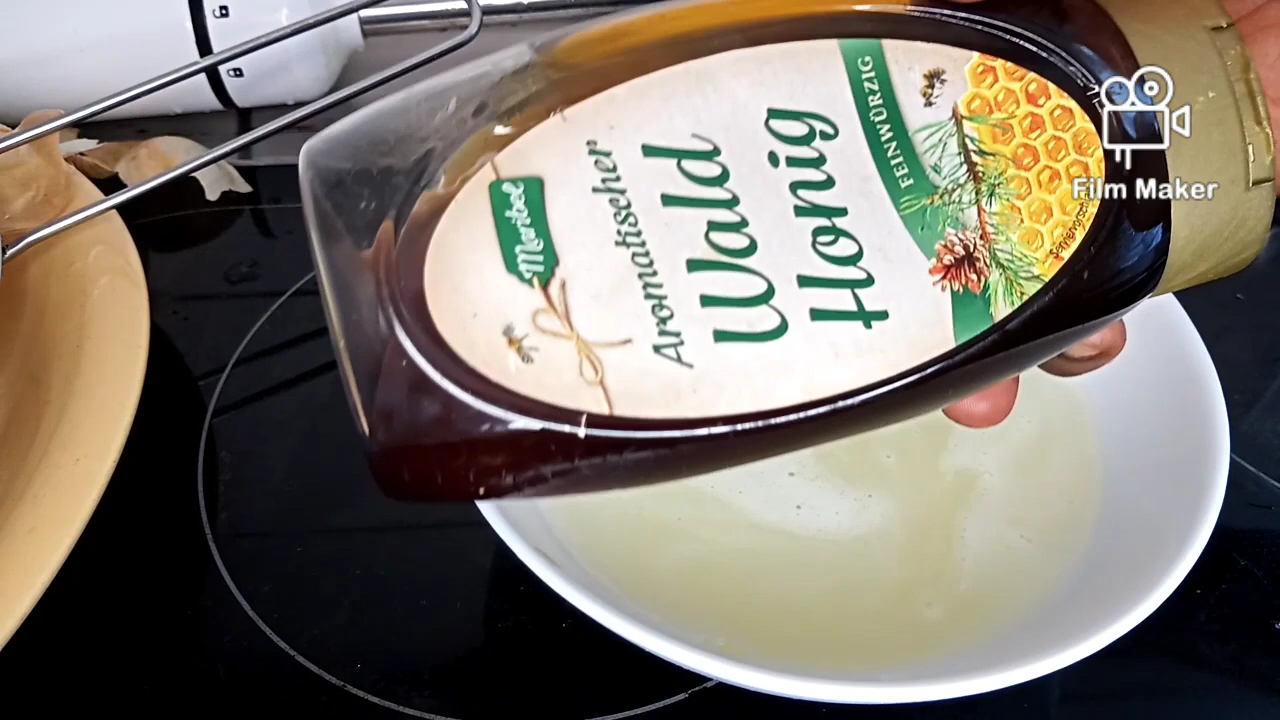 Maribel
Aromatischer
Wald
Honig
FEINWÜRZIG
Film Maker